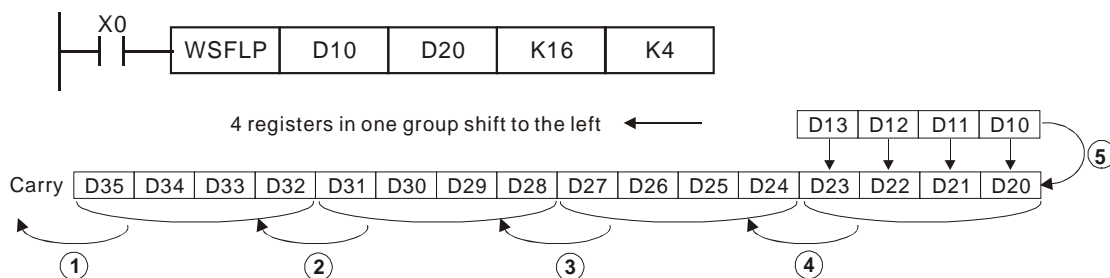 X0
WSFLP D10 D20 K16 K4
4 registers in one group shift to the left
D13 D12 D11 D10
5
Carry D35 D34 D33 D32 D31 D30 D29 D28 D27 D26 D25 D24 D23 D22 D21 D20
1 2 3 4